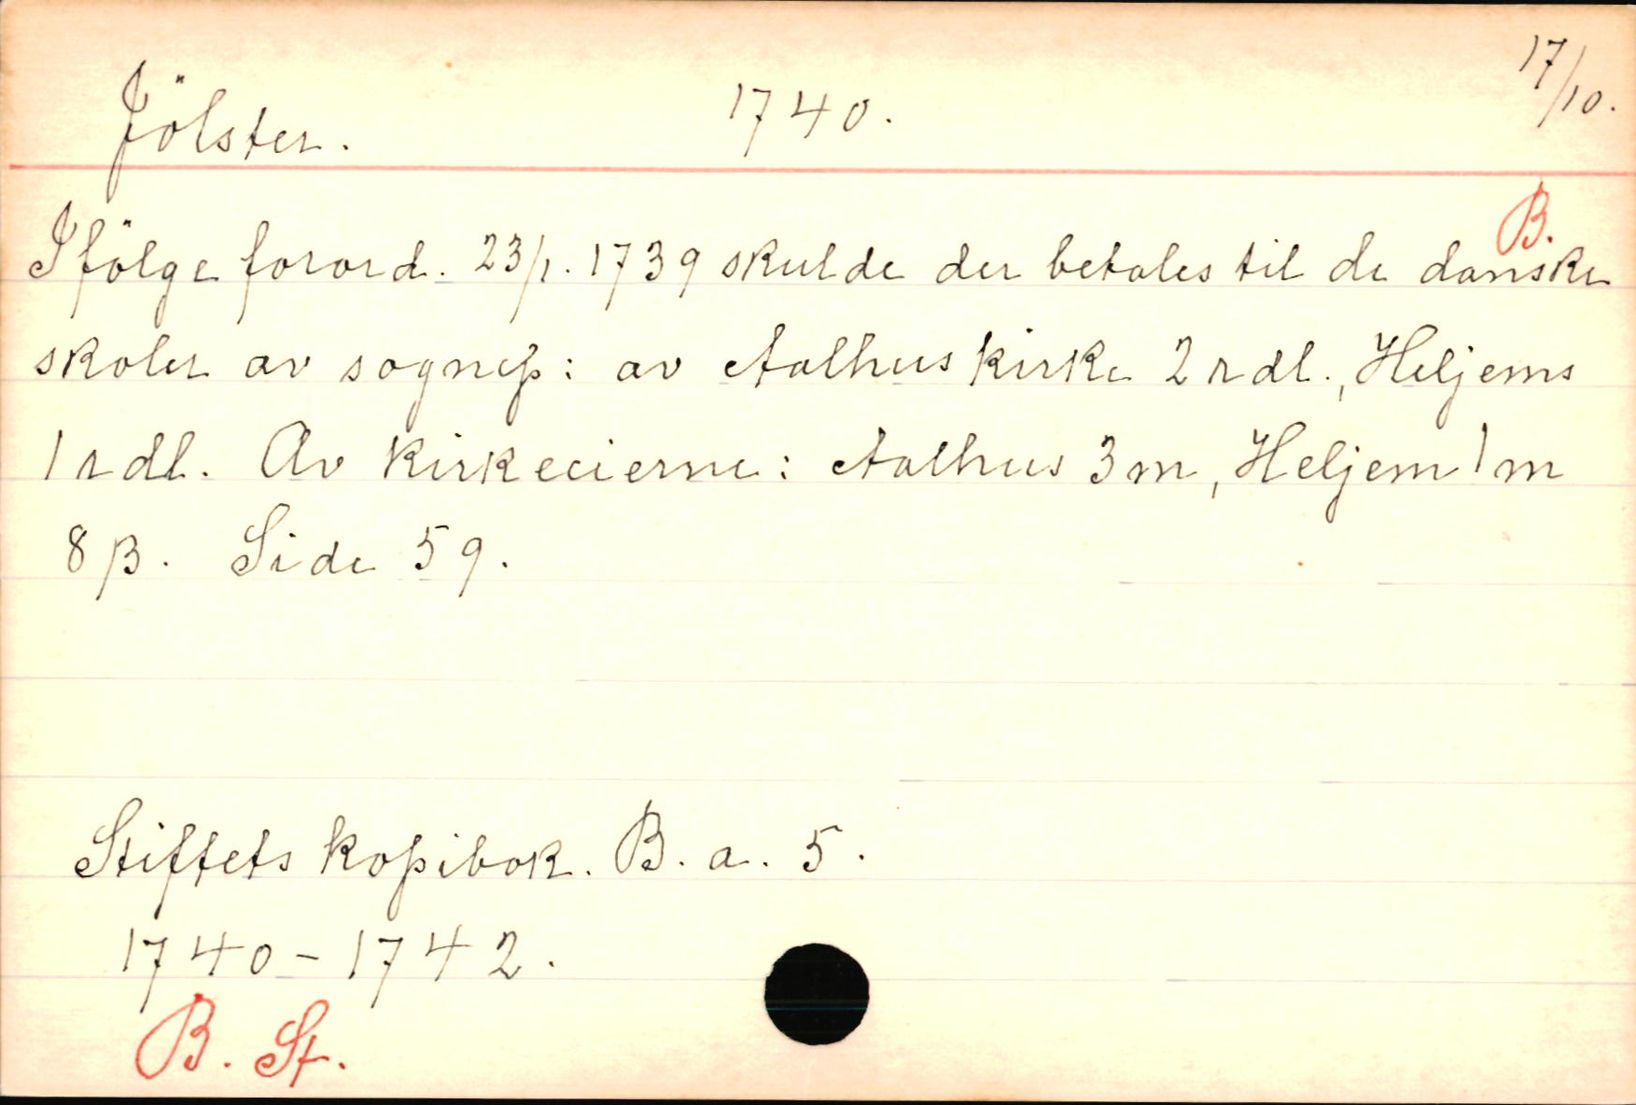 Jölster. 1740. 17/10.
B.
Ifölge forord. 23/1. 1739 skulde der betales til de danske
skoler av sognep: av Aalhus kirke 2 rdl., Heljems
1 rdl. Av kirkeeierne: Aalhus 3 m, Heljem 1 m
8 β. Side 59.
Stiftets kopibok. B. a. 5.
1740-1742.
B. St.